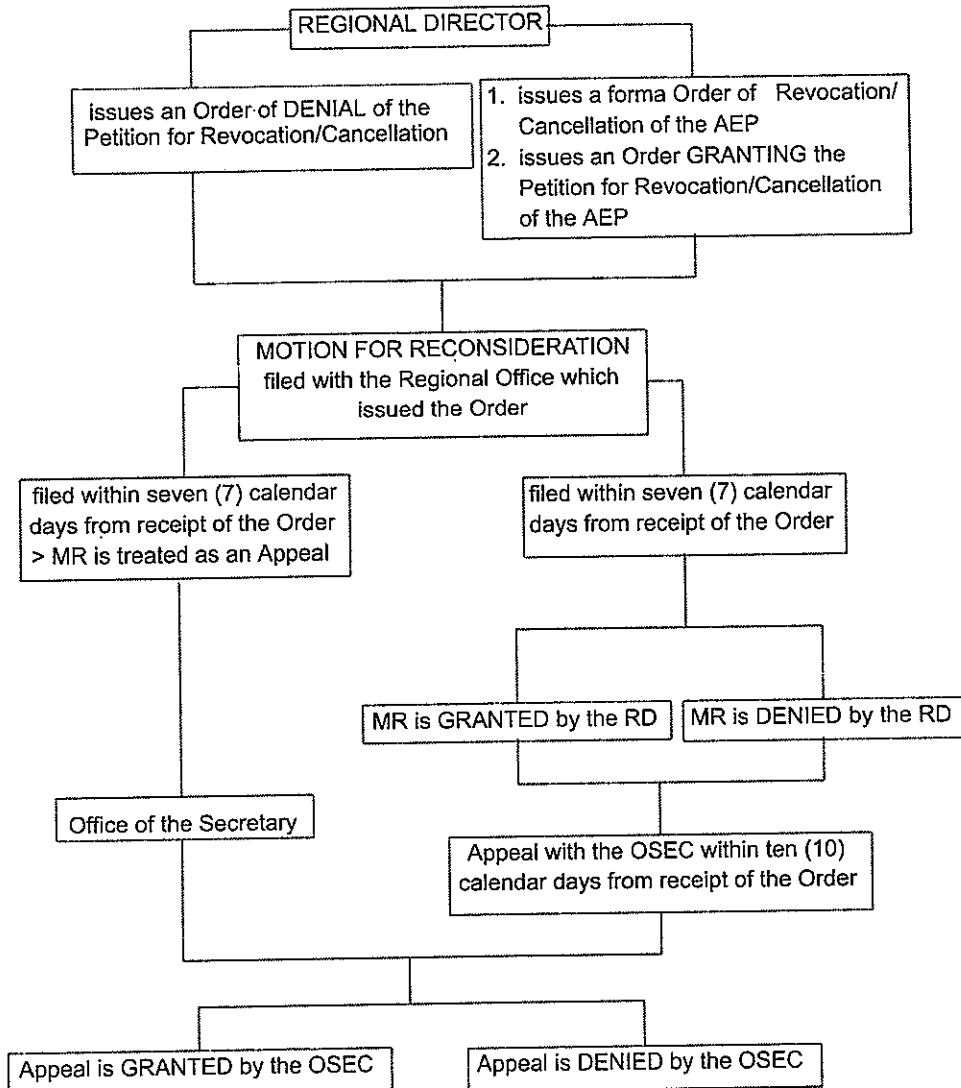 REGIONAL DIRECTOR
issues an Order of DENIAL of the
Petition for Revocation/Cancellation
1. issues a forma Order of Revocation/
Cancellation of the AEP
2. issues an Order GRANTING the
Petition for Revocation/Cancellation
of the AEP
MOTION FOR RECONSIDERATION
filed with the Regional Office which
issued the Order
filed within seven (7) calendar
days from receipt of the Order
> MR is treated as an Appeal
filed within seven (7) calendar
days from receipt of the Order
MR is GRANTED by the RD
MR is DENIED by the RD
Office of the Secretary
Appeal with the OSEC within ten (10)
calendar days from receipt of the Order
Appeal is GRANTED by the OSEC
Appeal is DENIED by the OSEC